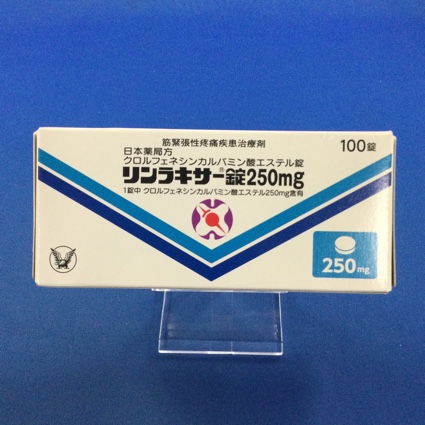 筋緊張性疼痛疾患治療剤
日本薬局方
クロルフェネシンカルバミン酸エステル錠
100錠
リンラキサー®錠250mg
1錠中 クロルフェネシンカルバミン酸エステル250mg含有
250mg